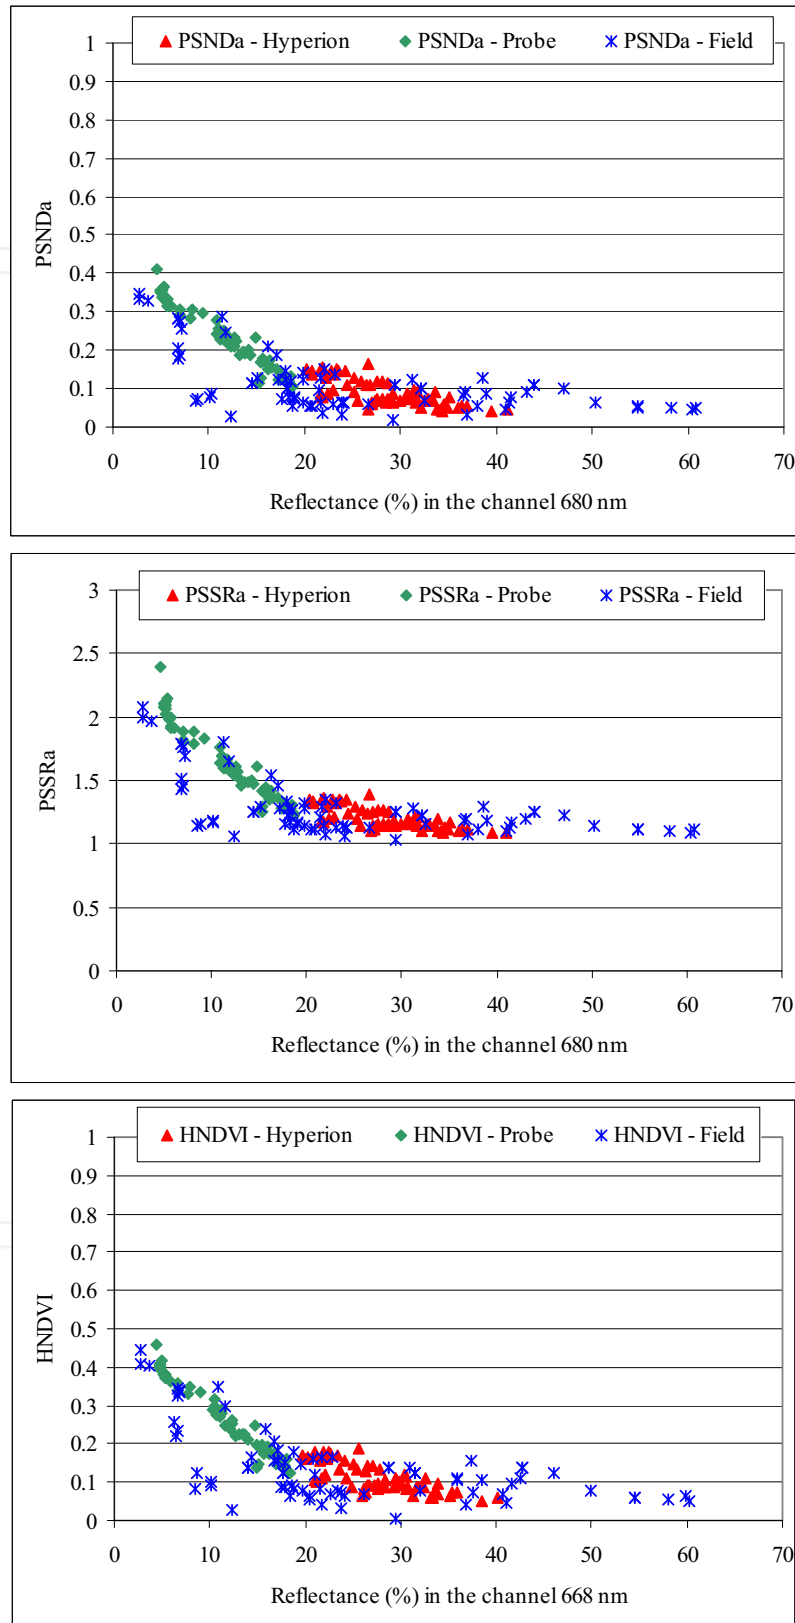 PSNDa - Hyperion PSNDa - Probe PSNDa - Field
1
0.9
0.8
0.7
0.6
0.5
0.4
0.3
0.2
0.1
0
PSNDa
0 10 20 30 40 50 60 70
Reflectance (%) in the channel 680 nm
PSSRa - Hyperion PSSRa - Probe PSSRa - Field
3
2.5
2
1.5
1
0.5
0
PSSRa
0 10 20 30 40 50 60 70
Reflectance (%) in the channel 680 nm
HNDVI - Hyperion HNDVI - Probe HNDVI - Field
1
0.9
0.8
0.7
0.6
0.5
0.4
0.3
0.2
0.1
0
HNDVI
0 10 20 30 40 50 60 70
Reflectance (%) in the channel 668 nm